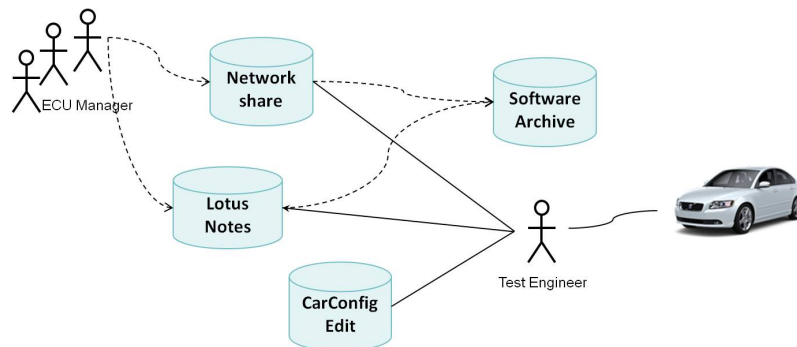 Network
share
Software
Archive
ECU Manager
Lotus
Notes
Test Engineer
CarConfig
Edit